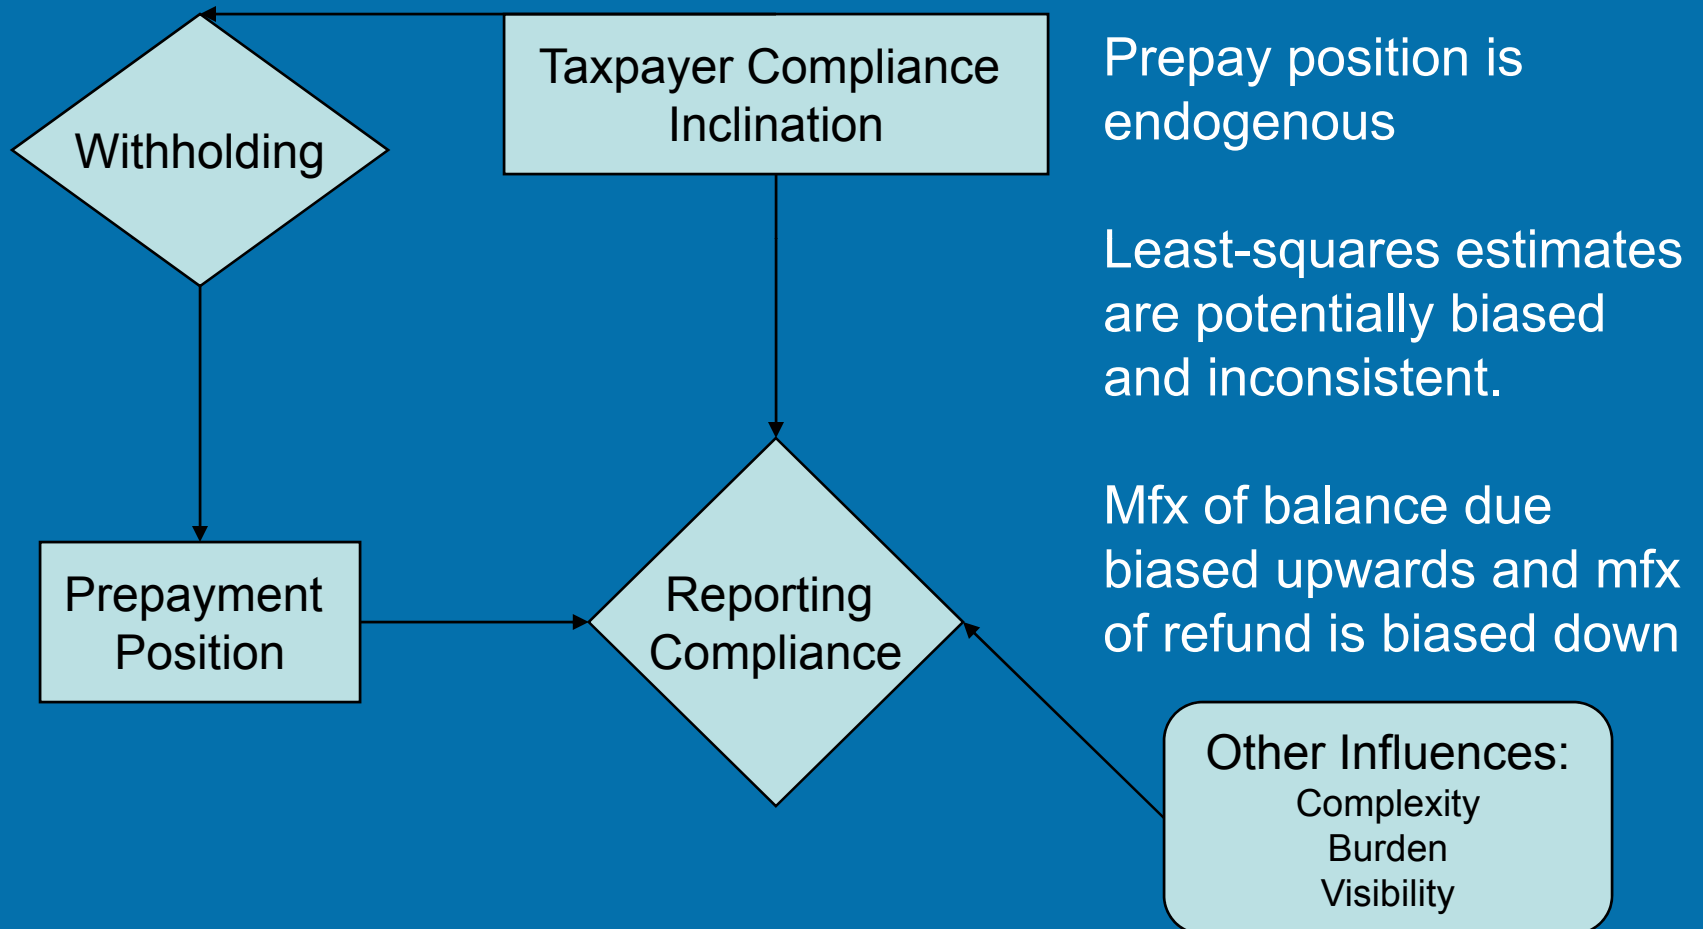 Withholding
Taxpayer Compliance
Inclination
Prepay position is
endogenous
Least-squares estimates
are potentially biased
and inconsistent.
Mfx of balance due
biased upwards and mfx
of refund is biased down
Prepayment
Position
Reporting
Compliance
Other Influences:
Complexity
Burden
Visibility